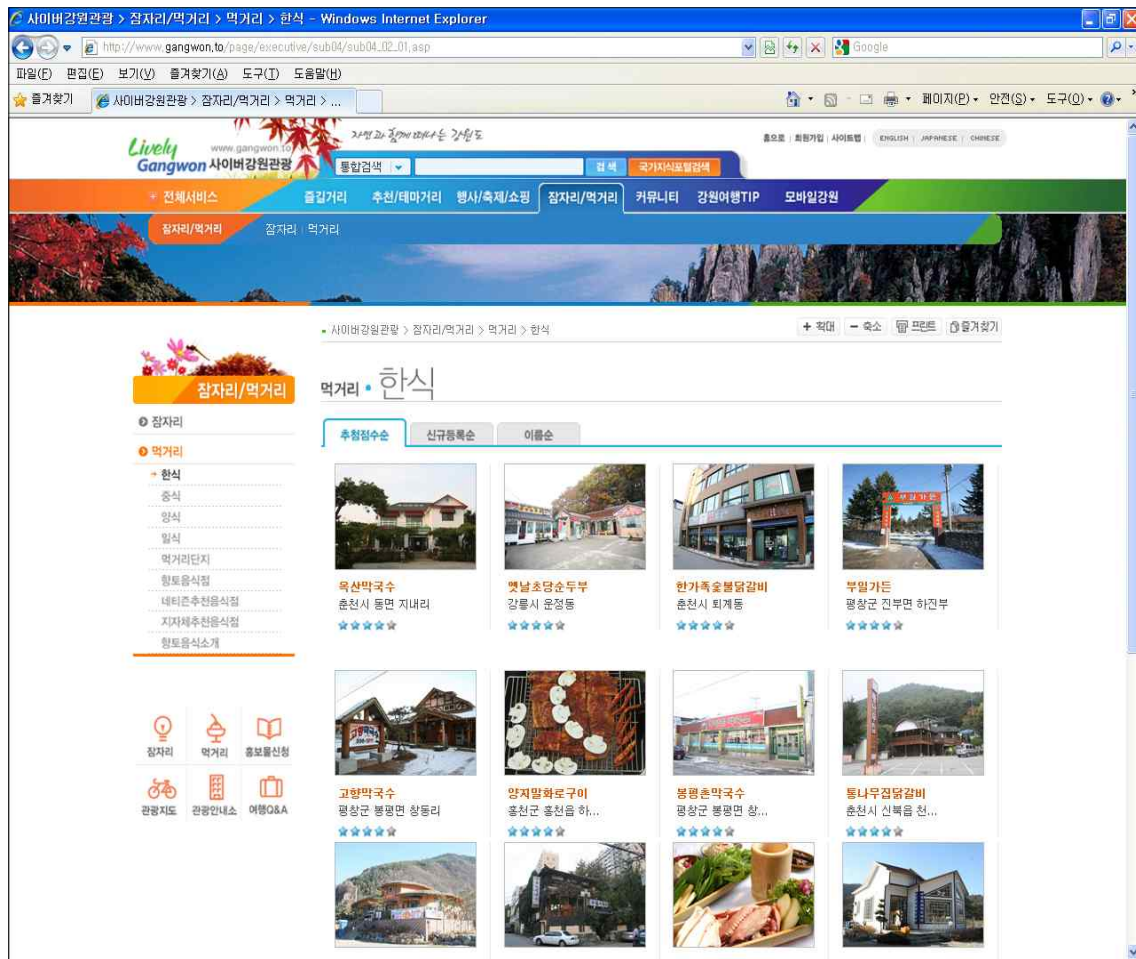 사이버강원관광 > 잠자리/먹거리 > 먹거리 > 한식 - Windows Internet Explorer
http://www.gangwon.to/page/executive/sub04/sub04_02_01.asp
Google
파일(F) 편집(E) 보기(V) 즐겨찾기(A) 도구(T) 도움말(H)
즐겨찾기 사이버강원관광 > 잠자리/먹거리 > 먹거리 > ...
페이지(P) 안전(S) 도구(O)
자연과 함께 떠나는 강원도
홈으로 | 회원가입 | 사이트맵 | ENGLISH | JAPANESE | CHINESE
Lively www.gangwon.to
Gangwon 사이버강원관광
통합검색 검색 국가지식포털검색
전체서비스 즐길거리 추천/테마거리 행사/축제/쇼핑 잠자리/먹거리 커뮤니티 강원여행TIP 모바일강원
잠자리/먹거리 잠자리 | 먹거리
사이버강원관광 > 잠자리/먹거리 > 먹거리 > 한식
+ 확대 - 축소 프린트 즐겨찾기
잠자리/먹거리
잠자리
먹거리
한식
중식
양식
일식
먹거리단지
향토음식점
네티즌추천음식점
지자체추천음식점
향토음식소개
잠자리 먹거리 홍보물신청
관광지도 관광안내소 여행Q&A
먹거리 • 한식
추첨점수순 신규등록순 이름순
옥산막국수 옛날초당순두부 한가족숯불닭갈비 부일가든
춘천시 동면 지내리 강릉시 운정동 춘천시 퇴계동 평창군 진부면 하진부
고향막국수 양지말화로구이 봉평촌막국수 통나무집닭갈비
평창군 봉평면 창동리 홍천군 홍천읍 하... 평창군 봉평면 창... 춘천시 신북읍 천...